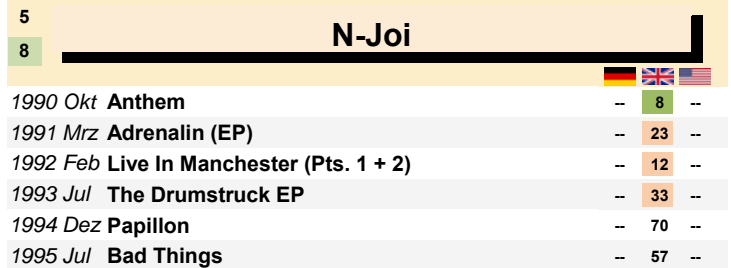 5
N-Joi
8
1990 Okt Anthem -- 8 --
1991 Mrz Adrenalin (EP) -- 23 --
1992 Feb Live In Manchester (Pts. 1 + 2) -- 12 --
1993 Jul The Drumstruck EP -- 33 --
1994 Dez Papillon -- 70 --
1995 Jul Bad Things -- 57 --